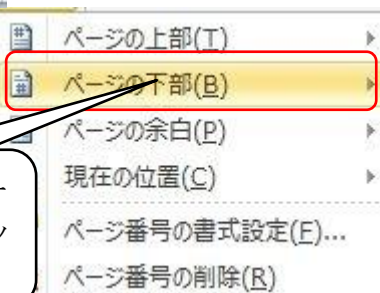 ページの上部(T)
ページの下部(B)
ページの余白(P)
現在の位置(C)
ページ番号の書式設定(F)...
ページ番号の削除(R)